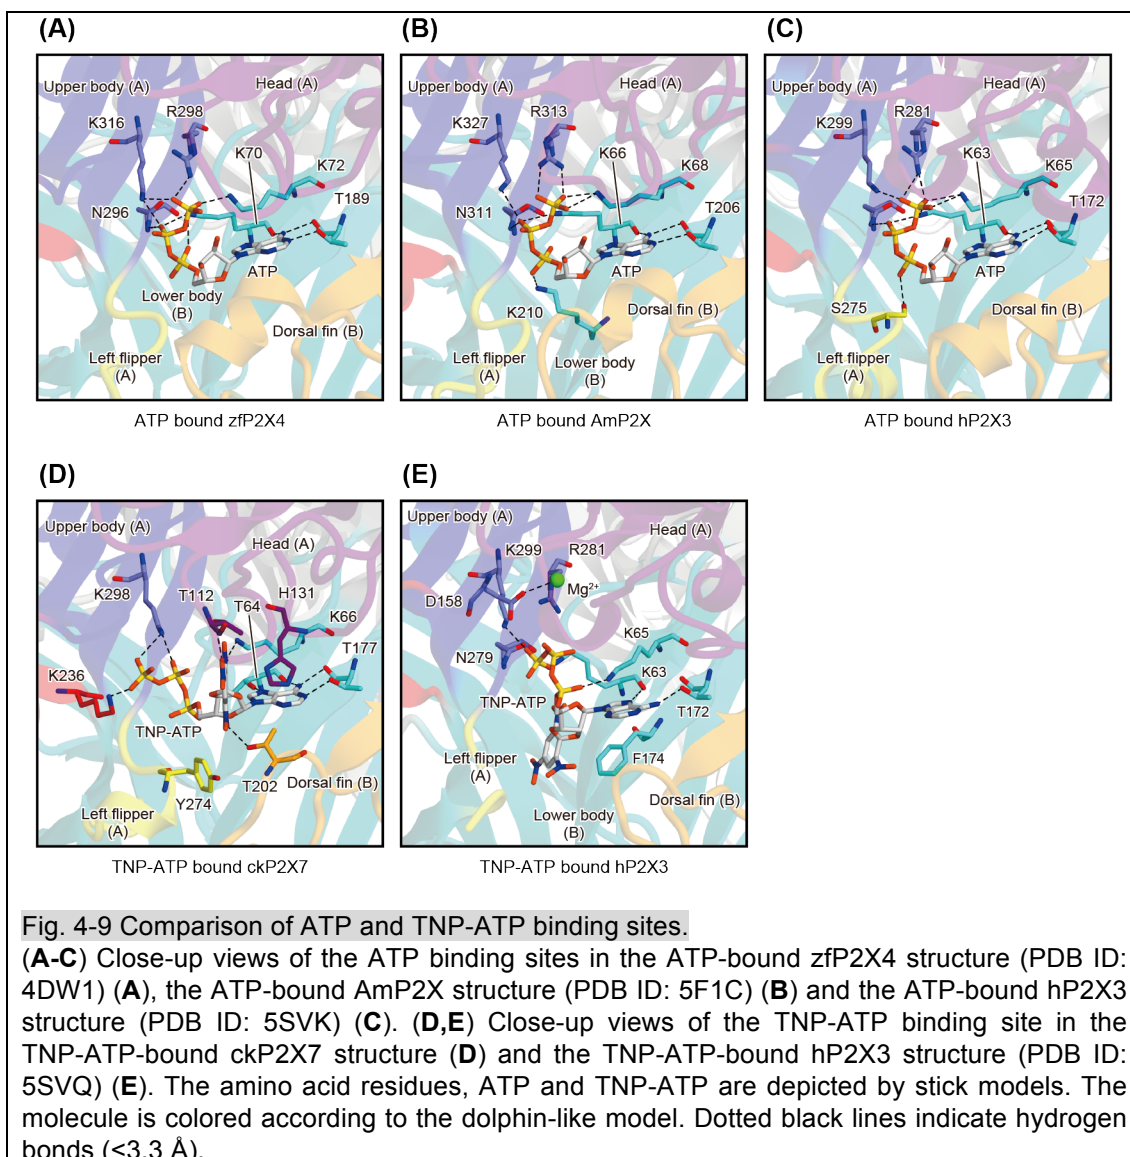 (A)
Upper body (A)
Head (A)
R298
K316
K70
K72
T189
N296
ATP
Lower body
(B)
Dorsal fin (B)
Left flipper
(A)
ATP bound zfP2X4
(B)
Upper body (A)
Head (A)
R313
K327
K66
K68
T206
N311
ATP
K210
Dorsal fin (B)
Left flipper
(A)
Lower body
(B)
ATP bound AmP2X
(C)
Upper body (A)
Head (A)
R281
K299
K63
K65
T172
ATP
S275
Dorsal fin (B)
Left flipper
(A)
ATP bound hP2X3
(D)
Upper body (A)
Head (A)
K298
T112
T64
H131
K66
T177
K236
TNP-ATP
T202
Dorsal fin (B)
Y274
Left flipper
(A)
TNP-ATP bound ckP2X7
(E)
Upper body (A)
Head (A)
K299
R281
Mg²⁺
D158
K65
N279
K63
TNP-ATP
T172
F174
Left flipper
(A)
Dorsal fin (B)
Lower body
(B)
TNP-ATP bound hP2X3
Fig. 4-9 Comparison of ATP and TNP-ATP binding sites.
(A-C) Close-up views of the ATP binding sites in the ATP-bound zfP2X4 structure (PDB ID:
4DW1) (A), the ATP-bound AmP2X structure (PDB ID: 5F1C) (B) and the ATP-bound hP2X3
structure (PDB ID: 5SVK) (C). (D,E) Close-up views of the TNP-ATP binding site in the
TNP-ATP-bound ckP2X7 structure (D) and the TNP-ATP-bound hP2X3 structure (PDB ID:
5SVQ) (E). The amino acid residues, ATP and TNP-ATP are depicted by stick models. The
molecule is colored according to the dolphin-like model. Dotted black lines indicate hydrogen
bonds (<3.3 Å).